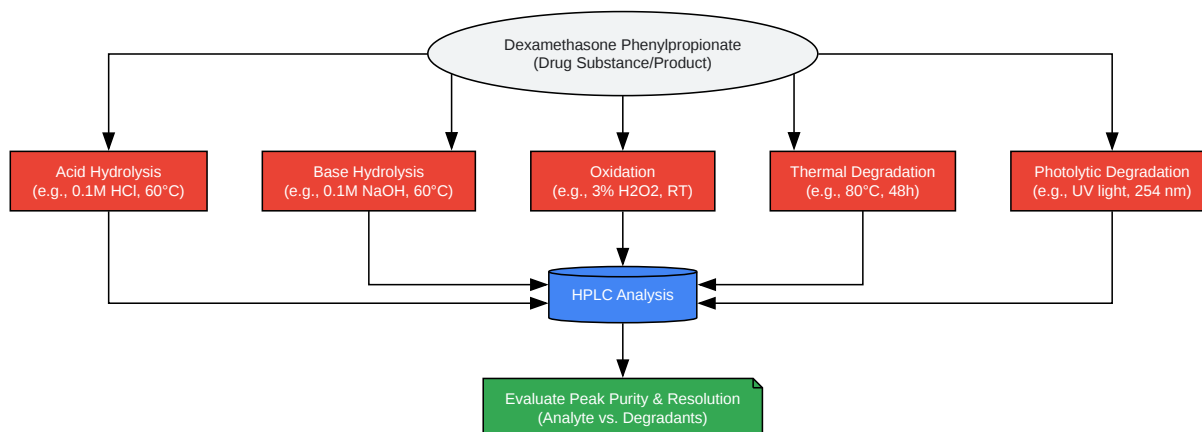 Dexamethasone Phenylpropionate
(Drug Substance/Product)
Acid Hydrolysis
(e.g., 0.1M HCl, 60°C)
Base Hydrolysis
(e.g., 0.1M NaOH, 60°C)
Oxidation
(e.g., 3% H2O2, RT)
Thermal Degradation
(e.g., 80°C, 48h)
Photolytic Degradation
(e.g., UV light, 254 nm)
HPLC Analysis
Evaluate Peak Purity & Resolution
(Analyte vs. Degradants)